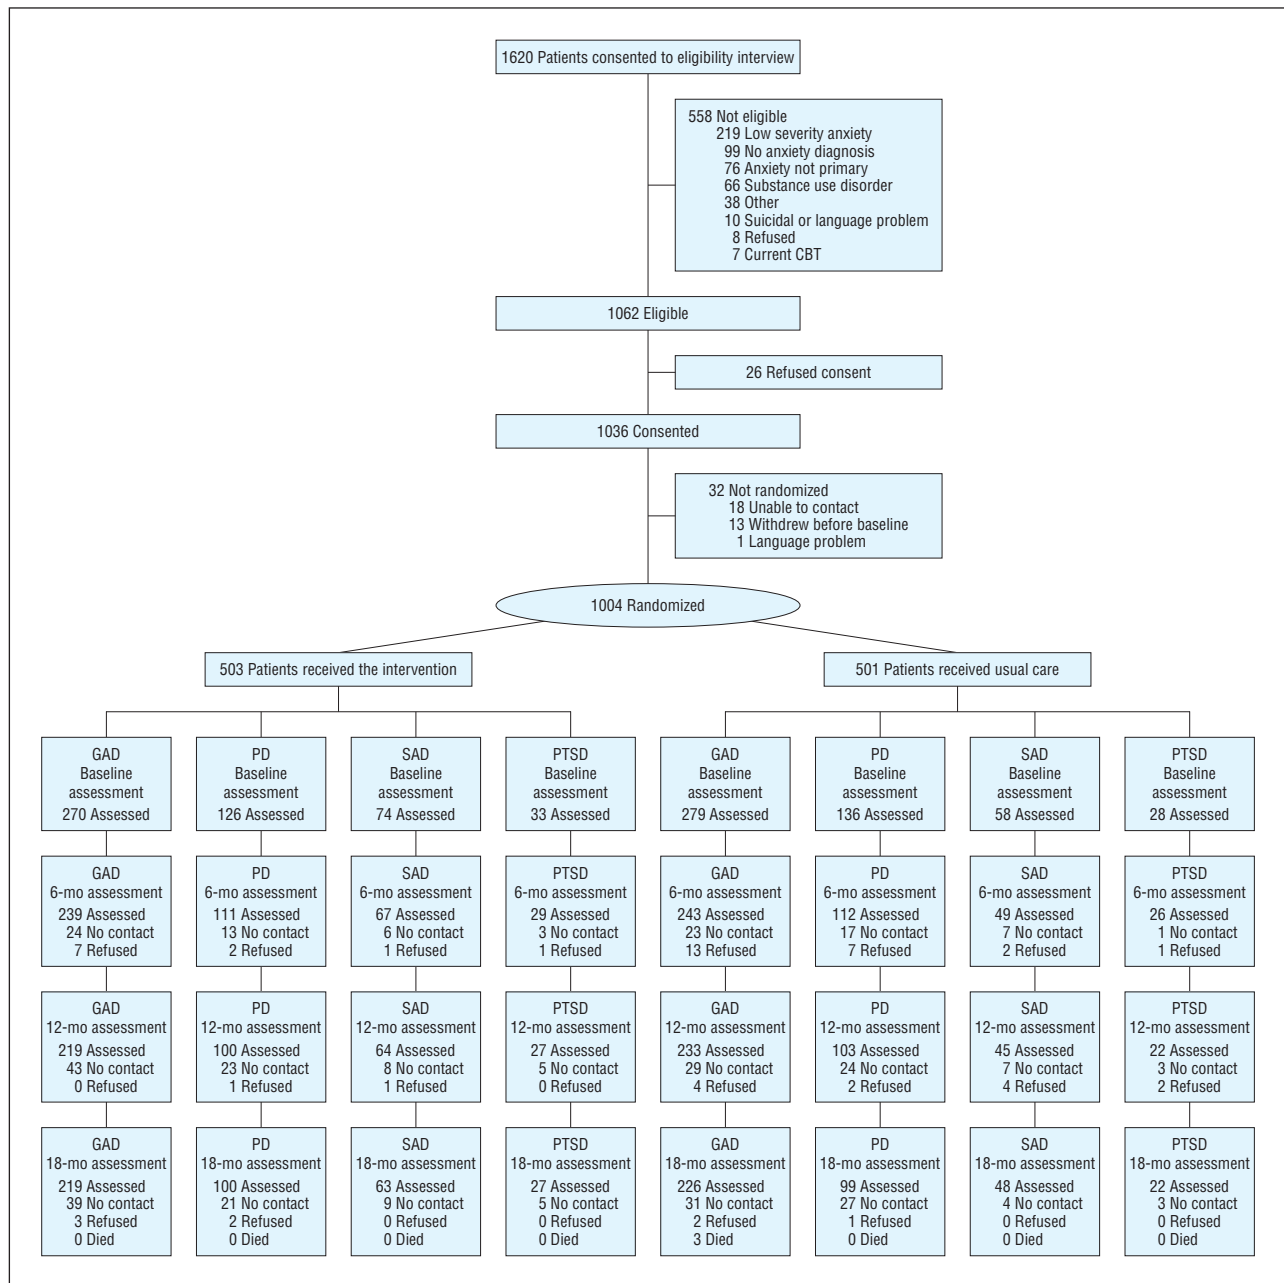 1620 Patients consented to eligibility interview
558 Not eligible
219 Low severity anxiety
99 No anxiety diagnosis
76 Anxiety not primary
66 Substance use disorder
38 Other
10 Suicidal or language problem
8 Refused
7 Current CBT
1062 Eligible
26 Refused consent
1036 Consented
32 Not randomized
18 Unable to contact
13 Withdrew before baseline
1 Language problem
1004 Randomized
503 Patients received the intervention
501 Patients received usual care
GAD
Baseline
assessment
270 Assessed
PD
Baseline
assessment
126 Assessed
SAD
Baseline
assessment
74 Assessed
PTSD
Baseline
assessment
33 Assessed
GAD
Baseline
assessment
279 Assessed
PD
Baseline
assessment
136 Assessed
SAD
Baseline
assessment
58 Assessed
PTSD
Baseline
assessment
28 Assessed
GAD
6-mo assessment
239 Assessed
24 No contact
7 Refused
PD
6-mo assessment
111 Assessed
13 No contact
2 Refused
SAD
6-mo assessment
67 Assessed
6 No contact
1 Refused
PTSD
6-mo assessment
29 Assessed
3 No contact
1 Refused
GAD
6-mo assessment
243 Assessed
23 No contact
13 Refused
PD
6-mo assessment
112 Assessed
17 No contact
7 Refused
SAD
6-mo assessment
49 Assessed
7 No contact
2 Refused
PTSD
6-mo assessment
26 Assessed
1 No contact
1 Refused
GAD
12-mo assessment
219 Assessed
43 No contact
0 Refused
PD
12-mo assessment
100 Assessed
23 No contact
1 Refused
SAD
12-mo assessment
64 Assessed
8 No contact
1 Refused
PTSD
12-mo assessment
27 Assessed
5 No contact
0 Refused
GAD
12-mo assessment
233 Assessed
29 No contact
4 Refused
PD
12-mo assessment
103 Assessed
24 No contact
2 Refused
SAD
12-mo assessment
45 Assessed
7 No contact
4 Refused
PTSD
12-mo assessment
22 Assessed
3 No contact
2 Refused
GAD
18-mo assessment
219 Assessed
39 No contact
3 Refused
0 Died
PD
18-mo assessment
100 Assessed
21 No contact
2 Refused
0 Died
SAD
18-mo assessment
63 Assessed
9 No contact
0 Refused
0 Died
PTSD
18-mo assessment
27 Assessed
5 No contact
0 Refused
0 Died
GAD
18-mo assessment
226 Assessed
31 No contact
2 Refused
3 Died
PD
18-mo assessment
99 Assessed
27 No contact
1 Refused
0 Died
SAD
18-mo assessment
48 Assessed
4 No contact
0 Refused
0 Died
PTSD
18-mo assessment
22 Assessed
3 No contact
0 Refused
0 Died